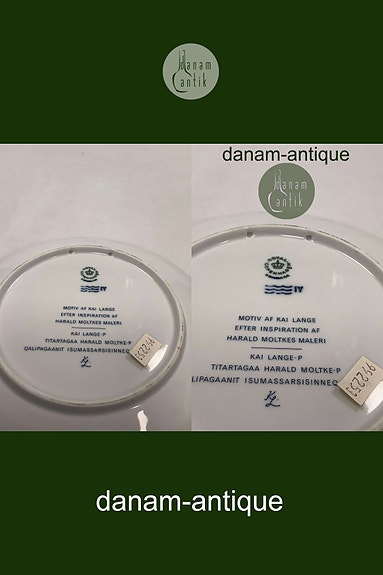 danam
antik
danam-antique
danam
antik
MOTIV AF KAI LANGE
EFTER INSPIRATION AF
HARALD MOLTKES MALERI
KAI LANGE-P
TITARTAGAA HARALD MOLTKE-P
QALIPAGAANIT ISUMASSARSISINNEQ
MOTIV AF KAI LANGE
EFTER INSPIRATION AF
HARALD MOLTKES MALERI
KAI LANGE-P
TITARTAGAA HARALD MOLTKE-P
LIPAGAANIT ISUMASSARSISINNEQ
danam-antique